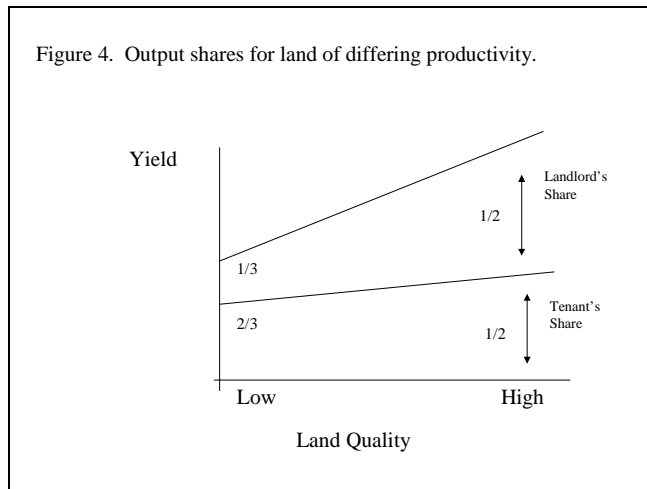 Figure 4. Output shares for land of differing productivity.
Yield
Landlord's
Share
1/2
1/3
2/3
Tenant's
Share
1/2
Low
High
Land Quality